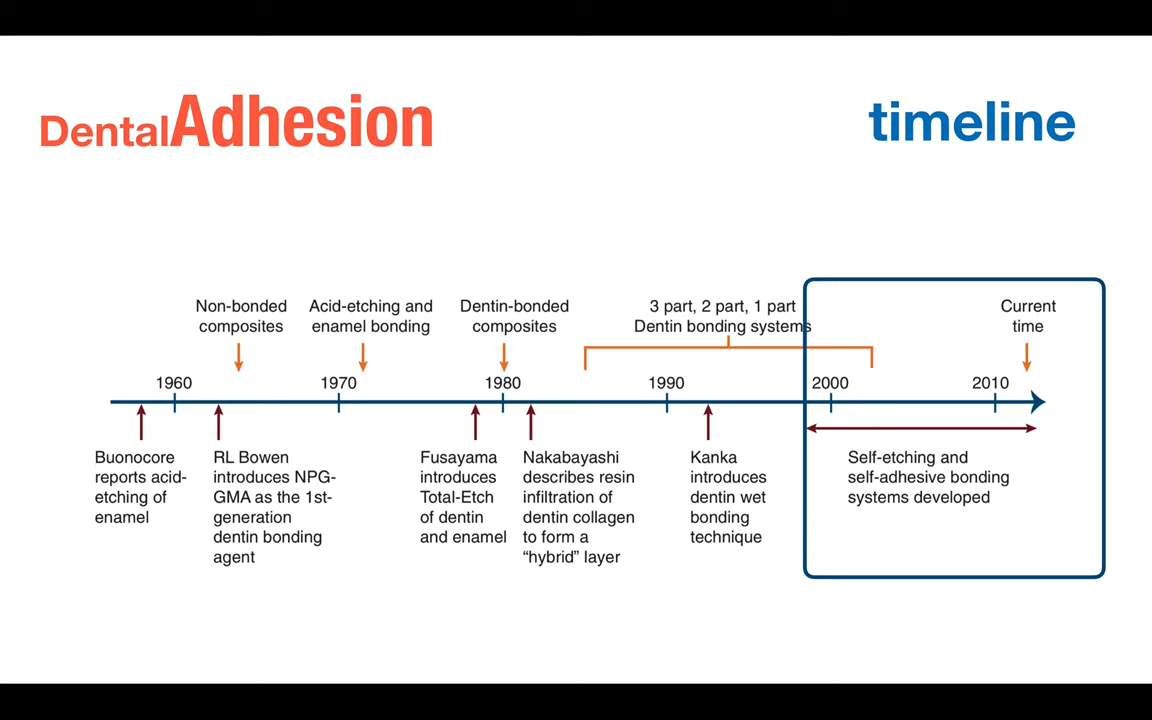 DentalAdhesion
timeline
Non-bonded
composites
Acid-etching and
enamel bonding
Dentin-bonded
composites
3 part, 2 part, 1 part
Dentin bonding systems
Current
time
1960
1970
1980
1990
2000
2010
Buonocore
reports acid-
etching of
enamel
RL Bowen
introduces NPG-
GMA as the 1st-
generation
dentin bonding
agent
Fusayama
introduces
Total-Etch
of dentin
and enamel
Nakabayashi
describes resin
infiltration of
dentin collagen
to form a
“hybrid” layer
Kanka
introduces
dentin wet
bonding
technique
Self-etching and
self-adhesive bonding
systems developed